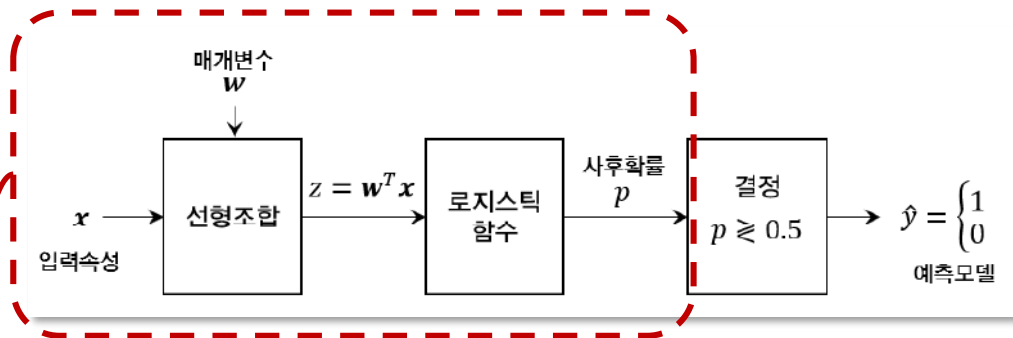 매개변수
w
x
입력속성
선형조합
z = wᵀx
로지스틱
함수
사후확률
p
결정
p ≷ 0.5
ŷ = {1
0
예측모델